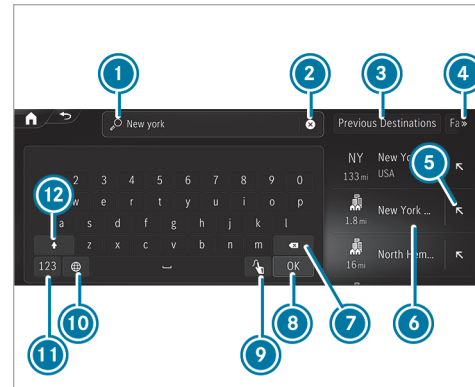 1
2
3
4
New york
Previous Destinations
Fa»
NY
New Yo
5
133 mi
USA
2 3 4 5 6 7 8 9 0
12
w e r t y u i o p
1.8 mi
New York ...
a s d f g h j k l
z x c v b n m
North Hem...
123
OK
16 mi
11
10
9
8
7
6